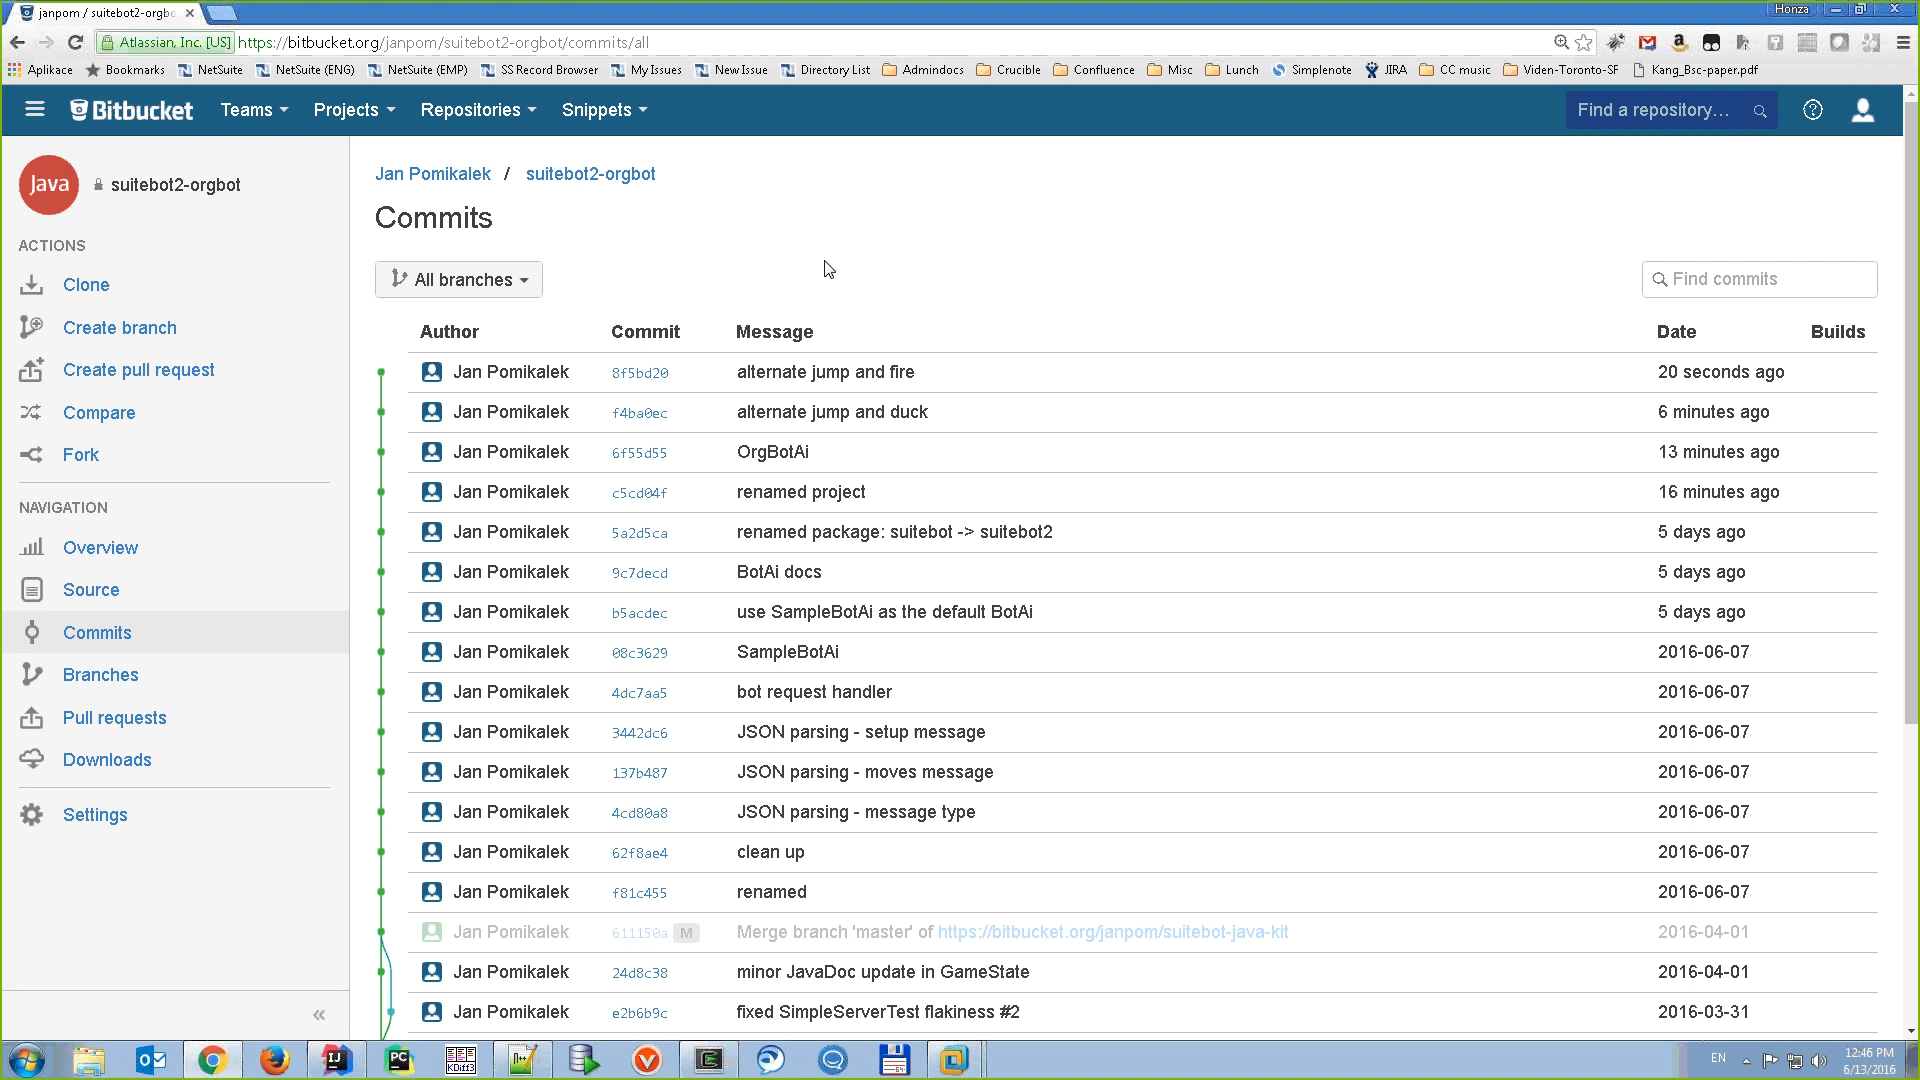 janpom / suitebot2-orgb
Honza
Atlassian, Inc. [US] https://bitbucket.org/janpom/suitebot2-orgbot/commits/all
Aplikace Bookmarks NetSuite NetSuite (ENG) NetSuite (EMP) SS Record Browser My Issues New Issue Directory List Admindocs Crucible Confluence Misc Lunch Simplenote JIRA CC music Viden-Toronto-SF Kang_Bsc-paper.pdf
Bitbucket Teams Projects Repositories Snippets Find a repository...
Java suitebot2-orgbot
ACTIONS
Clone
Create branch
Create pull request
Compare
Fork
NAVIGATION
Overview
Source
Commits
Branches
Pull requests
Downloads
Settings
«
Jan Pomikalek / suitebot2-orgbot
Commits
All branches Find commits
Author Commit Message Date Builds
Jan Pomikalek 8f5bd20 alternate jump and fire 20 seconds ago
Jan Pomikalek f4ba0ec alternate jump and duck 6 minutes ago
Jan Pomikalek 6f55d55 OrgBotAi 13 minutes ago
Jan Pomikalek c5cd04f renamed project 16 minutes ago
Jan Pomikalek 5a2d5ca renamed package: suitebot -> suitebot2 5 days ago
Jan Pomikalek 9c7decd BotAi docs 5 days ago
Jan Pomikalek b5acdec use SampleBotAi as the default BotAi 5 days ago
Jan Pomikalek 08c3629 SampleBotAi 2016-06-07
Jan Pomikalek 4dc7aa5 bot request handler 2016-06-07
Jan Pomikalek 3442dc6 JSON parsing - setup message 2016-06-07
Jan Pomikalek 137b487 JSON parsing - moves message 2016-06-07
Jan Pomikalek 4cd80a8 JSON parsing - message type 2016-06-07
Jan Pomikalek 62f8ae4 clean up 2016-06-07
Jan Pomikalek f81c455 renamed 2016-06-07
Jan Pomikalek 611150a M Merge branch 'master' of https://bitbucket.org/janpom/suitebot-java-kit 2016-04-01
Jan Pomikalek 24d8c38 minor JavaDoc update in GameState 2016-04-01
Jan Pomikalek e2b6b9c fixed SimpleServerTest flakiness #2 2016-03-31
IJ PC KDiff3
EN 12:46 PM
6/13/2016